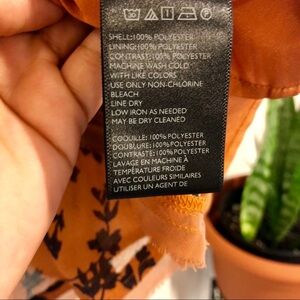 SHELL:100% POLYESTER
LINING:100% POLYESTER
CONTRAST:100% POLYESTER
MACHINE WASH COLD
WITH LIKE COLORS
USE ONLY NON-CHLORINE
BLEACH
LINE DRY
LOW IRON AS NEEDED
MAY BE DRY CLEANED
COQUILLE:100% POLYESTER
DOUBLURE:100% POLYESTER
CONTRASTE:100% POLYESTER
LAVAGE EN MACHINE À
TEMPÉRATURE FROIDE
AVEC COULEURS SIMILAIRES
UTILISER UN AGENT DE